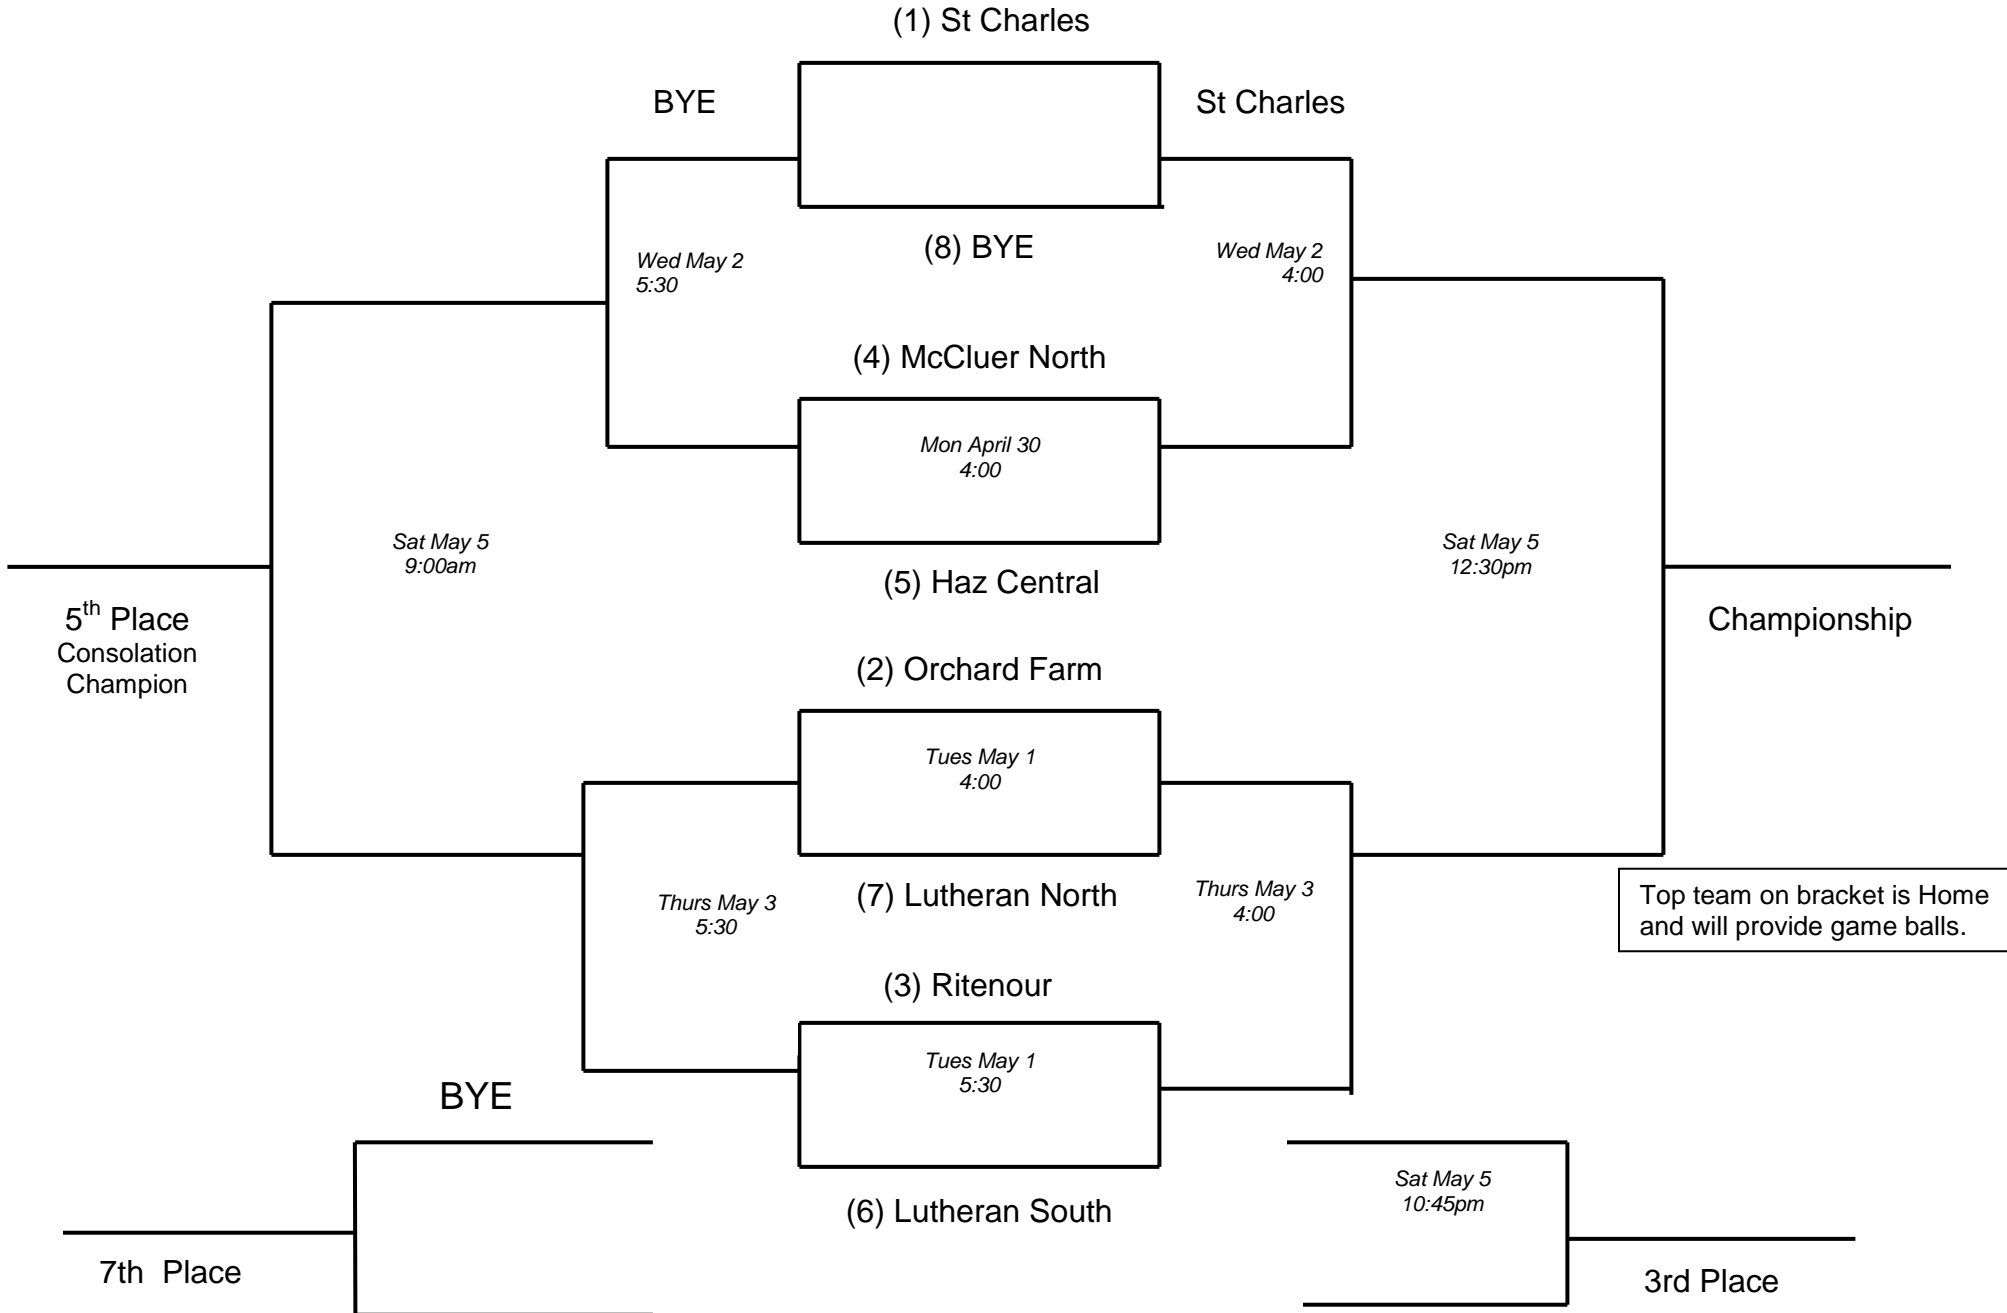 (1) St Charles
BYE
St Charles
(8) BYE
Wed May 2
5:30
Wed May 2
4:00
(4) McCluer North
Mon April 30
4:00
Sat May 5
9:00am
Sat May 5
12:30pm
(5) Haz Central
5th Place
Consolation
Champion
Championship
(2) Orchard Farm
Tues May 1
4:00
(7) Lutheran North
Thurs May 3
5:30
Thurs May 3
4:00
Top team on bracket is Home
and will provide game balls.
(3) Ritenour
Tues May 1
5:30
BYE
(6) Lutheran South
Sat May 5
10:45pm
7th Place
3rd Place